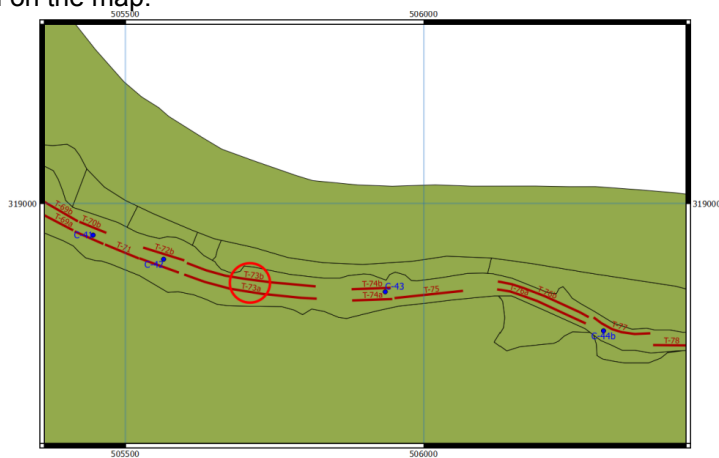 on the map.
505500 506000
319000 319000
T-69b
T-70b
T-69a
C-41
T-71
T-72b
C-42
T-73b
T-73a
T-74b
C-43
T-74a
T-75
T-76b
T-76a
T-77
C-44b
T-78
505500 506000